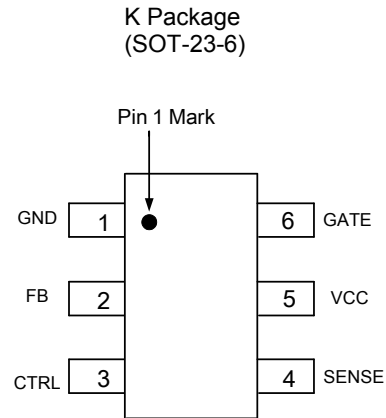 K Package
(SOT-23-6)
Pin 1 Mark
GND 1 6 GATE
FB 2 5 VCC
CTRL 3 4 SENSE